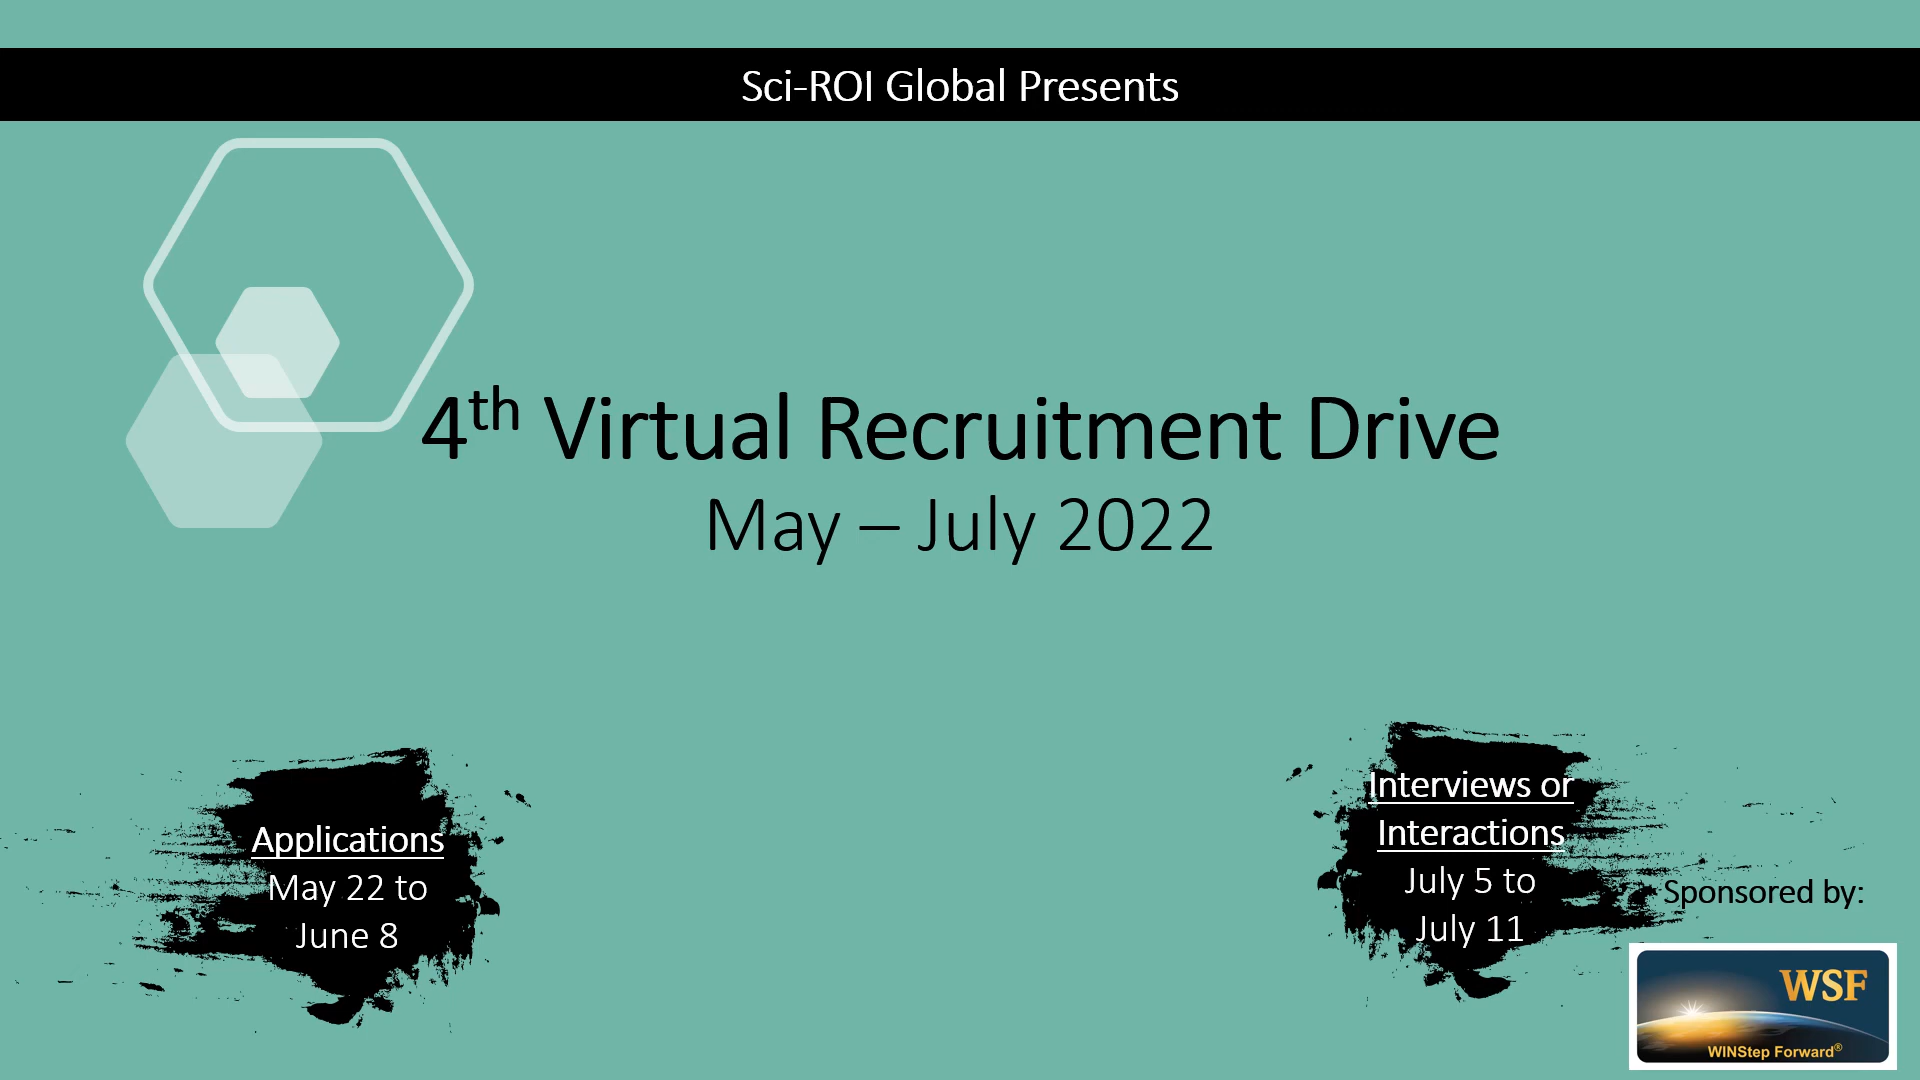 Sci-ROI Global Presents
4th Virtual Recruitment Drive
May – July 2022
Applications
May 22 to
June 8
Interviews or
Interactions
July 5 to
July 11
Sponsored by:
WSF
WINStep Forward®